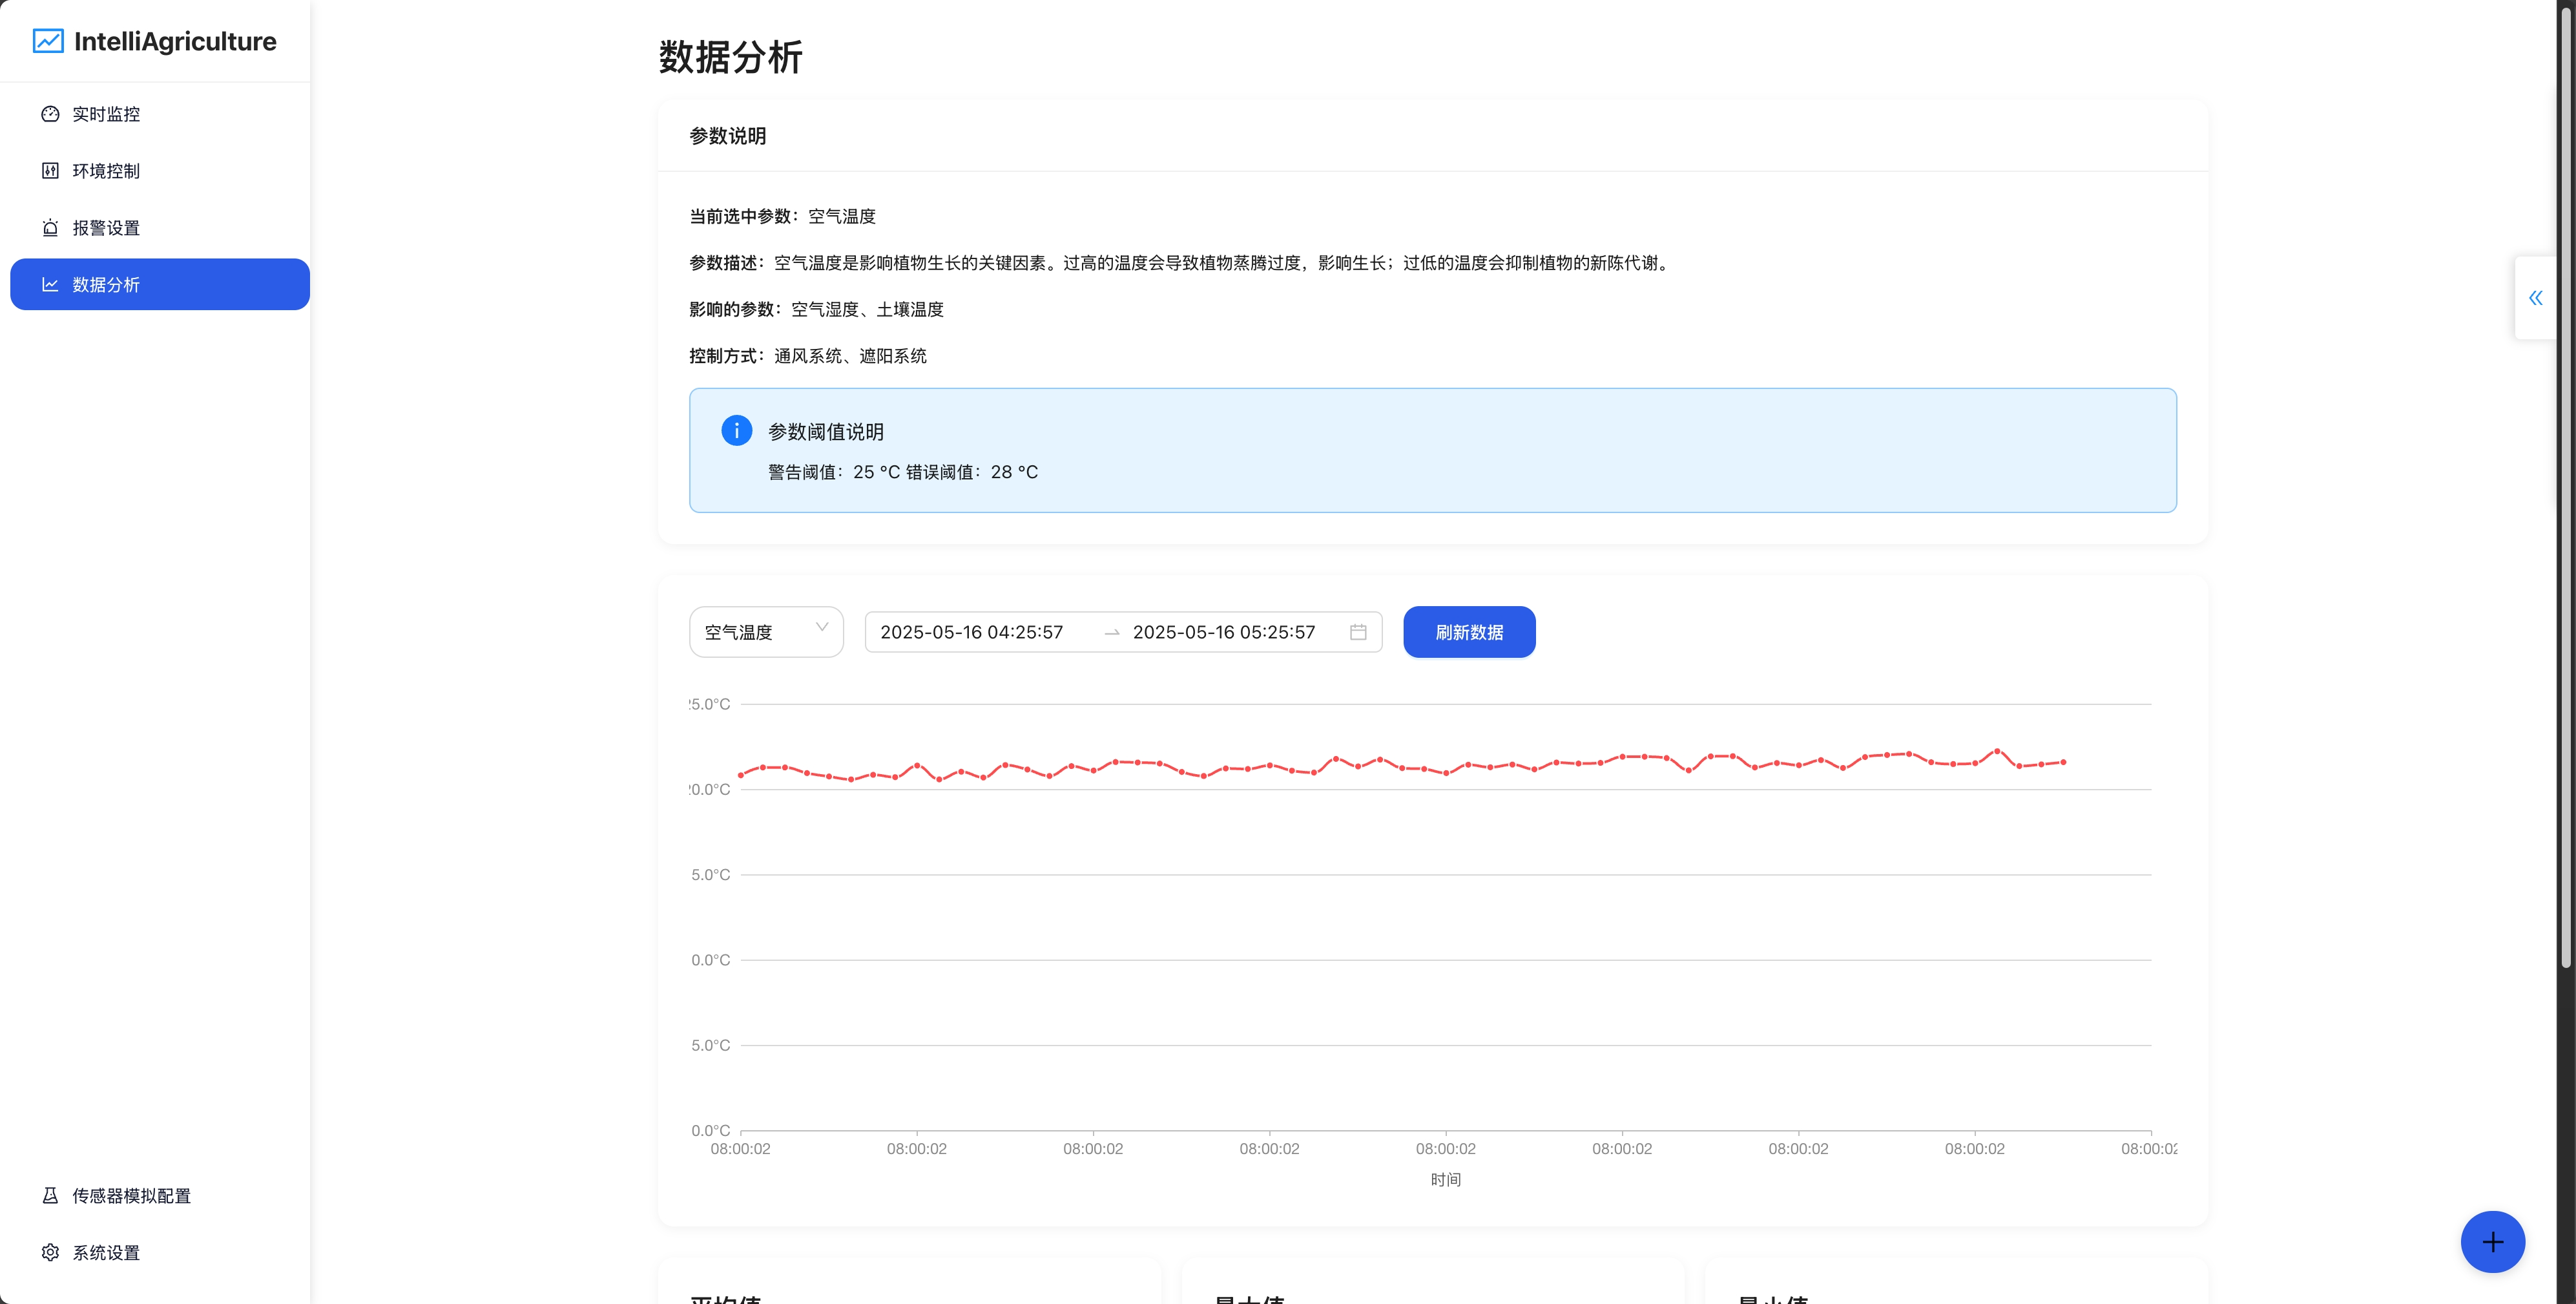 IntelliAgriculture
实时监控
环境控制
报警设置
数据分析
传感器模拟配置
系统设置
数据分析
参数说明
当前选中参数：空气温度
参数描述：空气温度是影响植物生长的关键因素。过高的温度会导致植物蒸腾过度，影响生长；过低的温度会抑制植物的新陈代谢。
影响的参数：空气湿度、土壤温度
控制方式：通风系统、遮阳系统
参数阈值说明
警告阈值：25 °C 错误阈值：28 °C
空气温度 2025-05-16 04:25:57 → 2025-05-16 05:25:57 刷新数据
5.0°C
0.0°C
5.0°C
0.0°C
5.0°C
0.0°C
08:00:02 08:00:02 08:00:02 08:00:02 08:00:02 08:00:02 08:00:02 08:00:02 08:00:02
时间
平均值 最大值 最小值